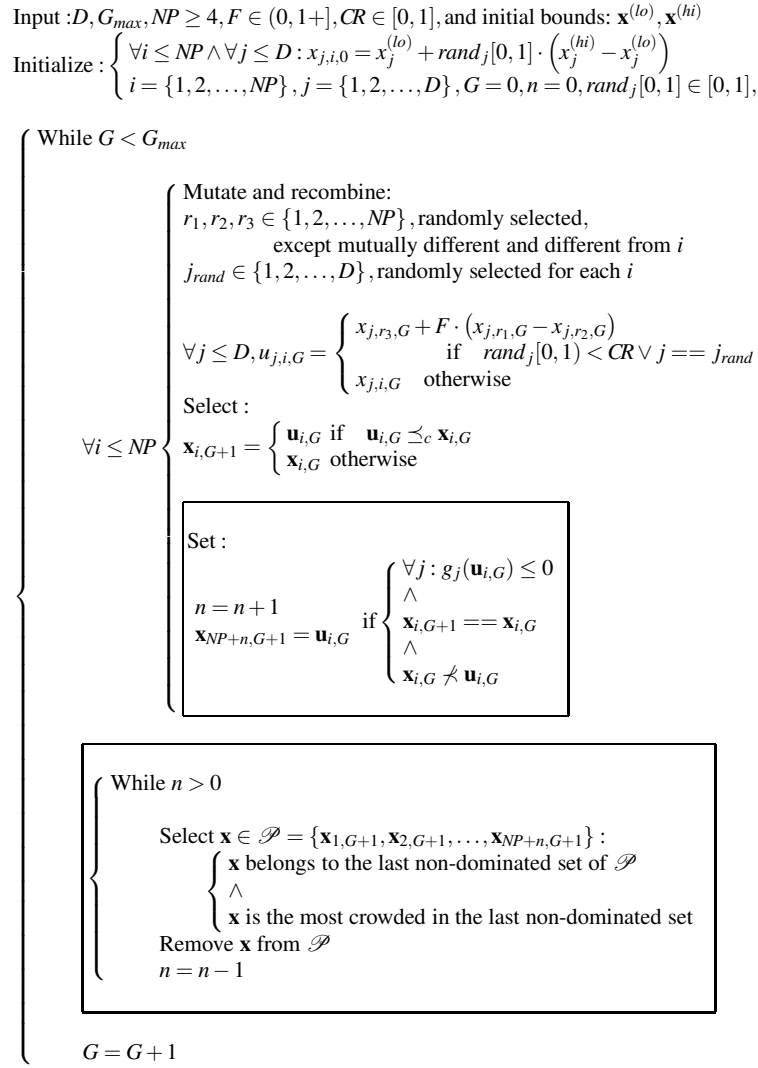 Input :D, G_max, NP ≥ 4, F ∈ (0, 1+], CR ∈ [0, 1], and initial bounds: x^(lo), x^(hi)
Initialize : { ∀i ≤ NP ∧ ∀j ≤ D : x_{j,i,0} = x_j^(lo) + rand_j[0, 1] · (x_j^(hi) − x_j^(lo))
i = {1, 2, …, NP}, j = {1, 2, …, D}, G = 0, n = 0, rand_j[0, 1] ∈ [0, 1],
While G < G_max
Mutate and recombine:
r_1, r_2, r_3 ∈ {1, 2, …, NP}, randomly selected,
except mutually different and different from i
j_rand ∈ {1, 2, …, D}, randomly selected for each i
∀j ≤ D, u_{j,i,G} = { x_{j,r_3,G} + F · (x_{j,r_1,G} − x_{j,r_2,G})
if rand_j[0, 1) < CR ∨ j == j_rand
x_{j,i,G} otherwise
Select :
∀i ≤ NP { x_{i,G+1} = { u_{i,G} if u_{i,G} ⪯_c x_{i,G}
x_{i,G} otherwise
Set :
n = n + 1
x_{NP+n,G+1} = u_{i,G} if { ∀j : g_j(u_{i,G}) ≤ 0
∧
x_{i,G+1} == x_{i,G}
∧
x_{i,G} ⊀ u_{i,G}
While n > 0
Select x ∈ 𝒫 = {x_{1,G+1}, x_{2,G+1}, …, x_{NP+n,G+1}} :
x belongs to the last non-dominated set of 𝒫
∧
x is the most crowded in the last non-dominated set
Remove x from 𝒫
n = n − 1
G = G + 1